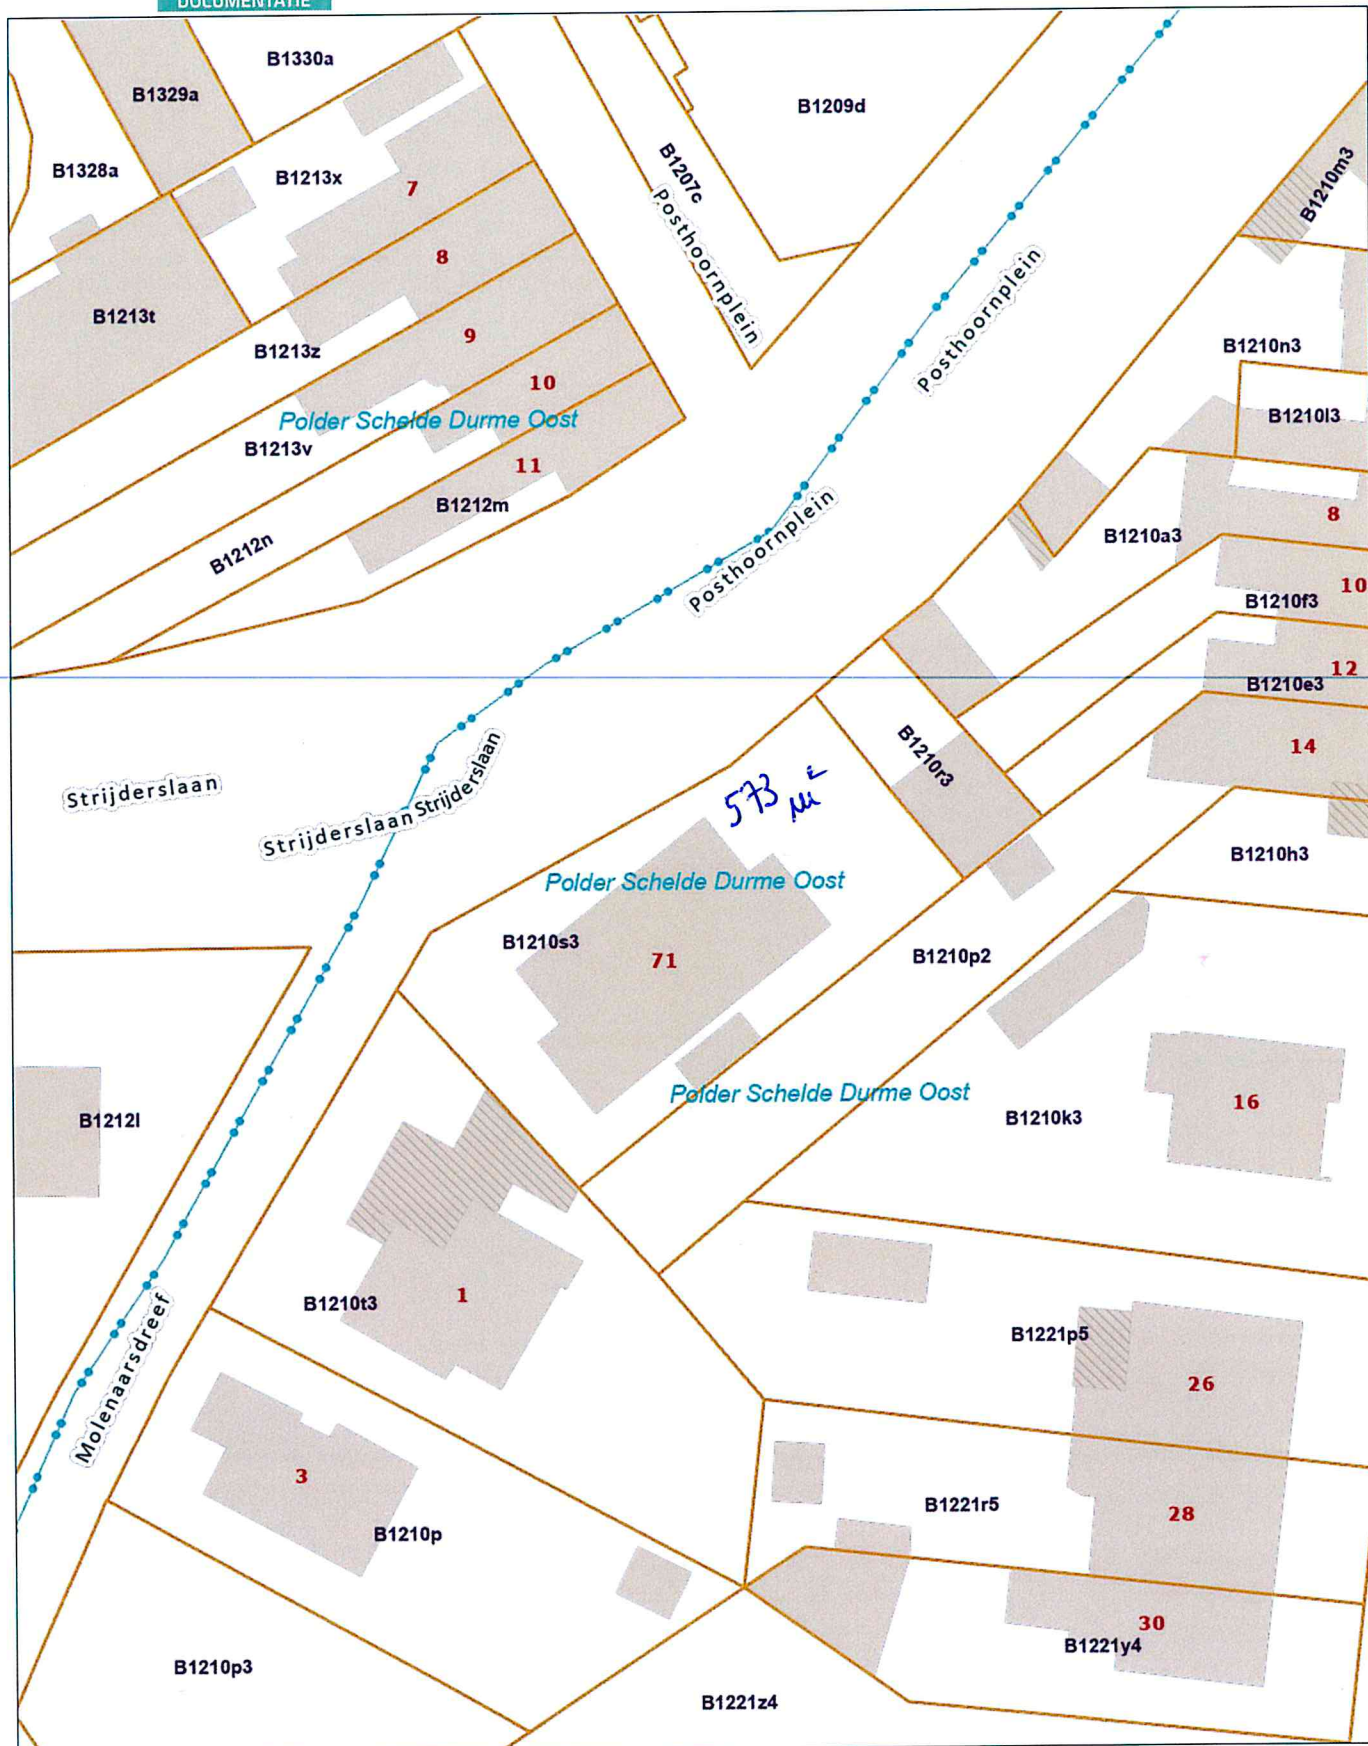 DOCUMENTATIE
B1330a
B1329a
B1209d
B1328a
B1213x
7
B1207c
Posthoornplein
B1210m3
8
Posthoornplein
B1213t
9
B1213z
B1210n3
10
B1210l3
Polder Schelde Durme Oost
B1213v
11
B1212m
8
B1210a3
B1212n
Posthoornplein
10
B1210f3
12
B1210e3
14
B1210r3
Strijderslaan
Strijderslaan
Strijderslaan
573 m²
B1210h3
Polder Schelde Durme Oost
B1210s3
71
B1210p2
Polder Schelde Durme Oost
B1212l
B1210k3
16
B1210t3
1
Molenaarsdreef
B1221p5
26
3
B1210p
B1221r5
28
30
B1221y4
B1210p3
B1221z4